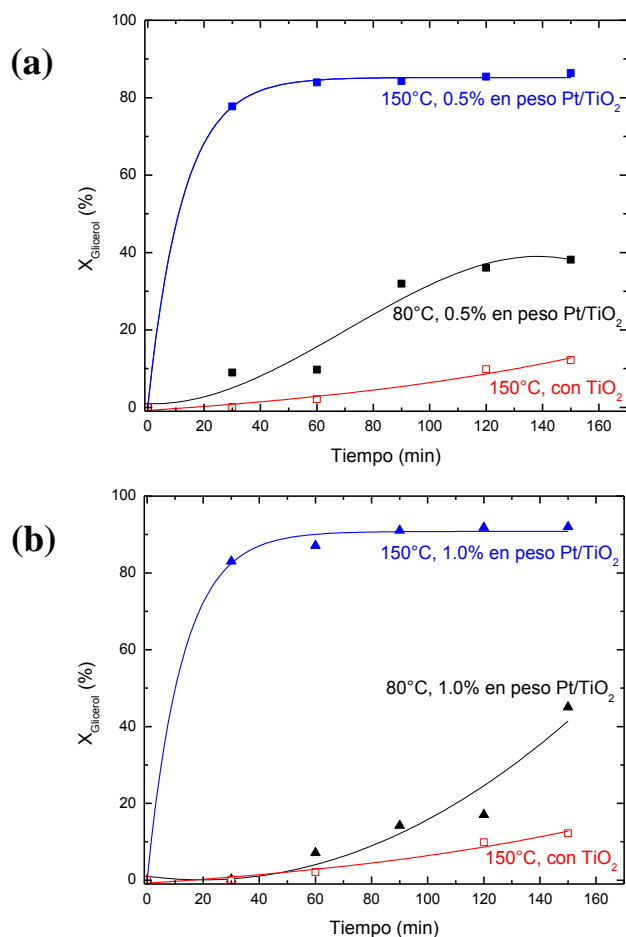 (a)
100
80
60
40
20
0
X_Glicerol (%)
150°C, 0.5% en peso Pt/TiO₂
80°C, 0.5% en peso Pt/TiO₂
150°C, con TiO₂
0 20 40 60 80 100 120 140 160
Tiempo (min)
(b)
100
80
60
40
20
0
X_Glicerol (%)
150°C, 1.0% en peso Pt/TiO₂
80°C, 1.0% en peso Pt/TiO₂
150°C, con TiO₂
0 20 40 60 80 100 120 140 160
Tiempo (min)